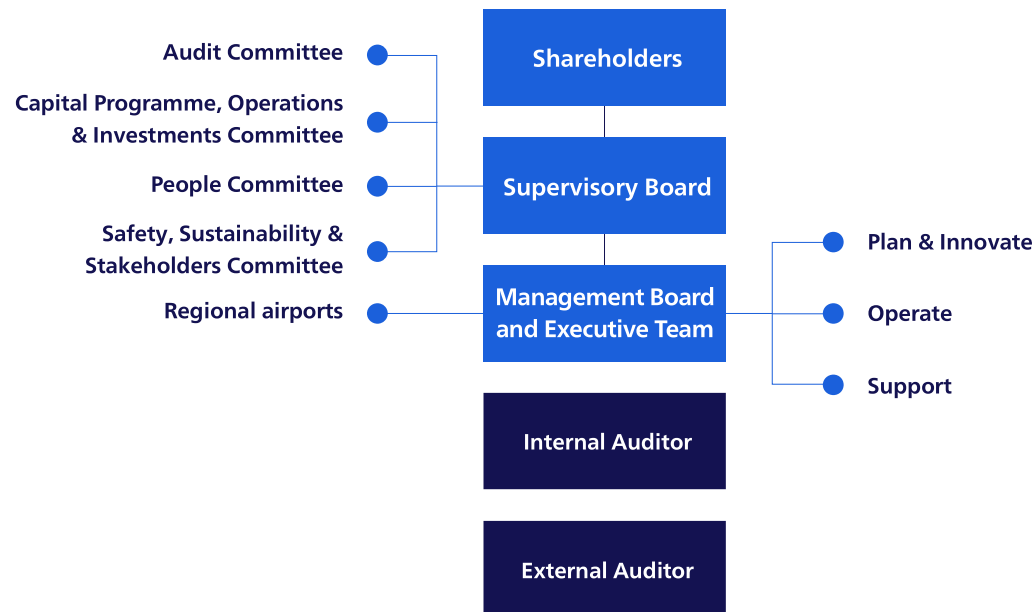 Audit Committee
Capital Programme, Operations
& Investments Committee
People Committee
Safety, Sustainability &
Stakeholders Committee
Regional airports
Shareholders
Supervisory Board
Management Board
and Executive Team
Internal Auditor
External Auditor
Plan & Innovate
Operate
Support